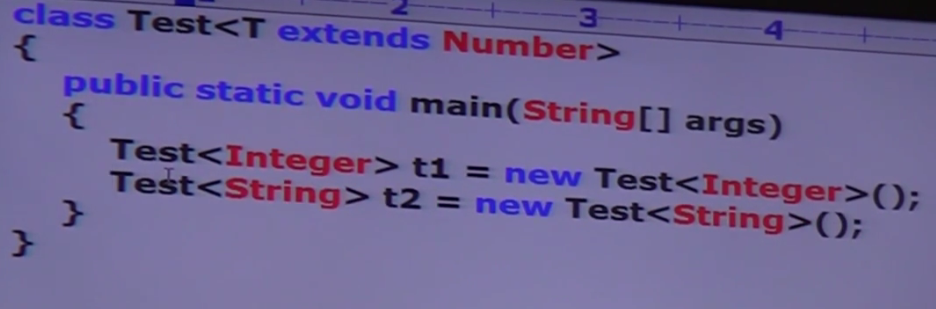 2 3 4
class Test<T extends Number>
{
public static void main(String[] args)
{
Test<Integer> t1 = new Test<Integer>();
Test<String> t2 = new Test<String>();
}
}